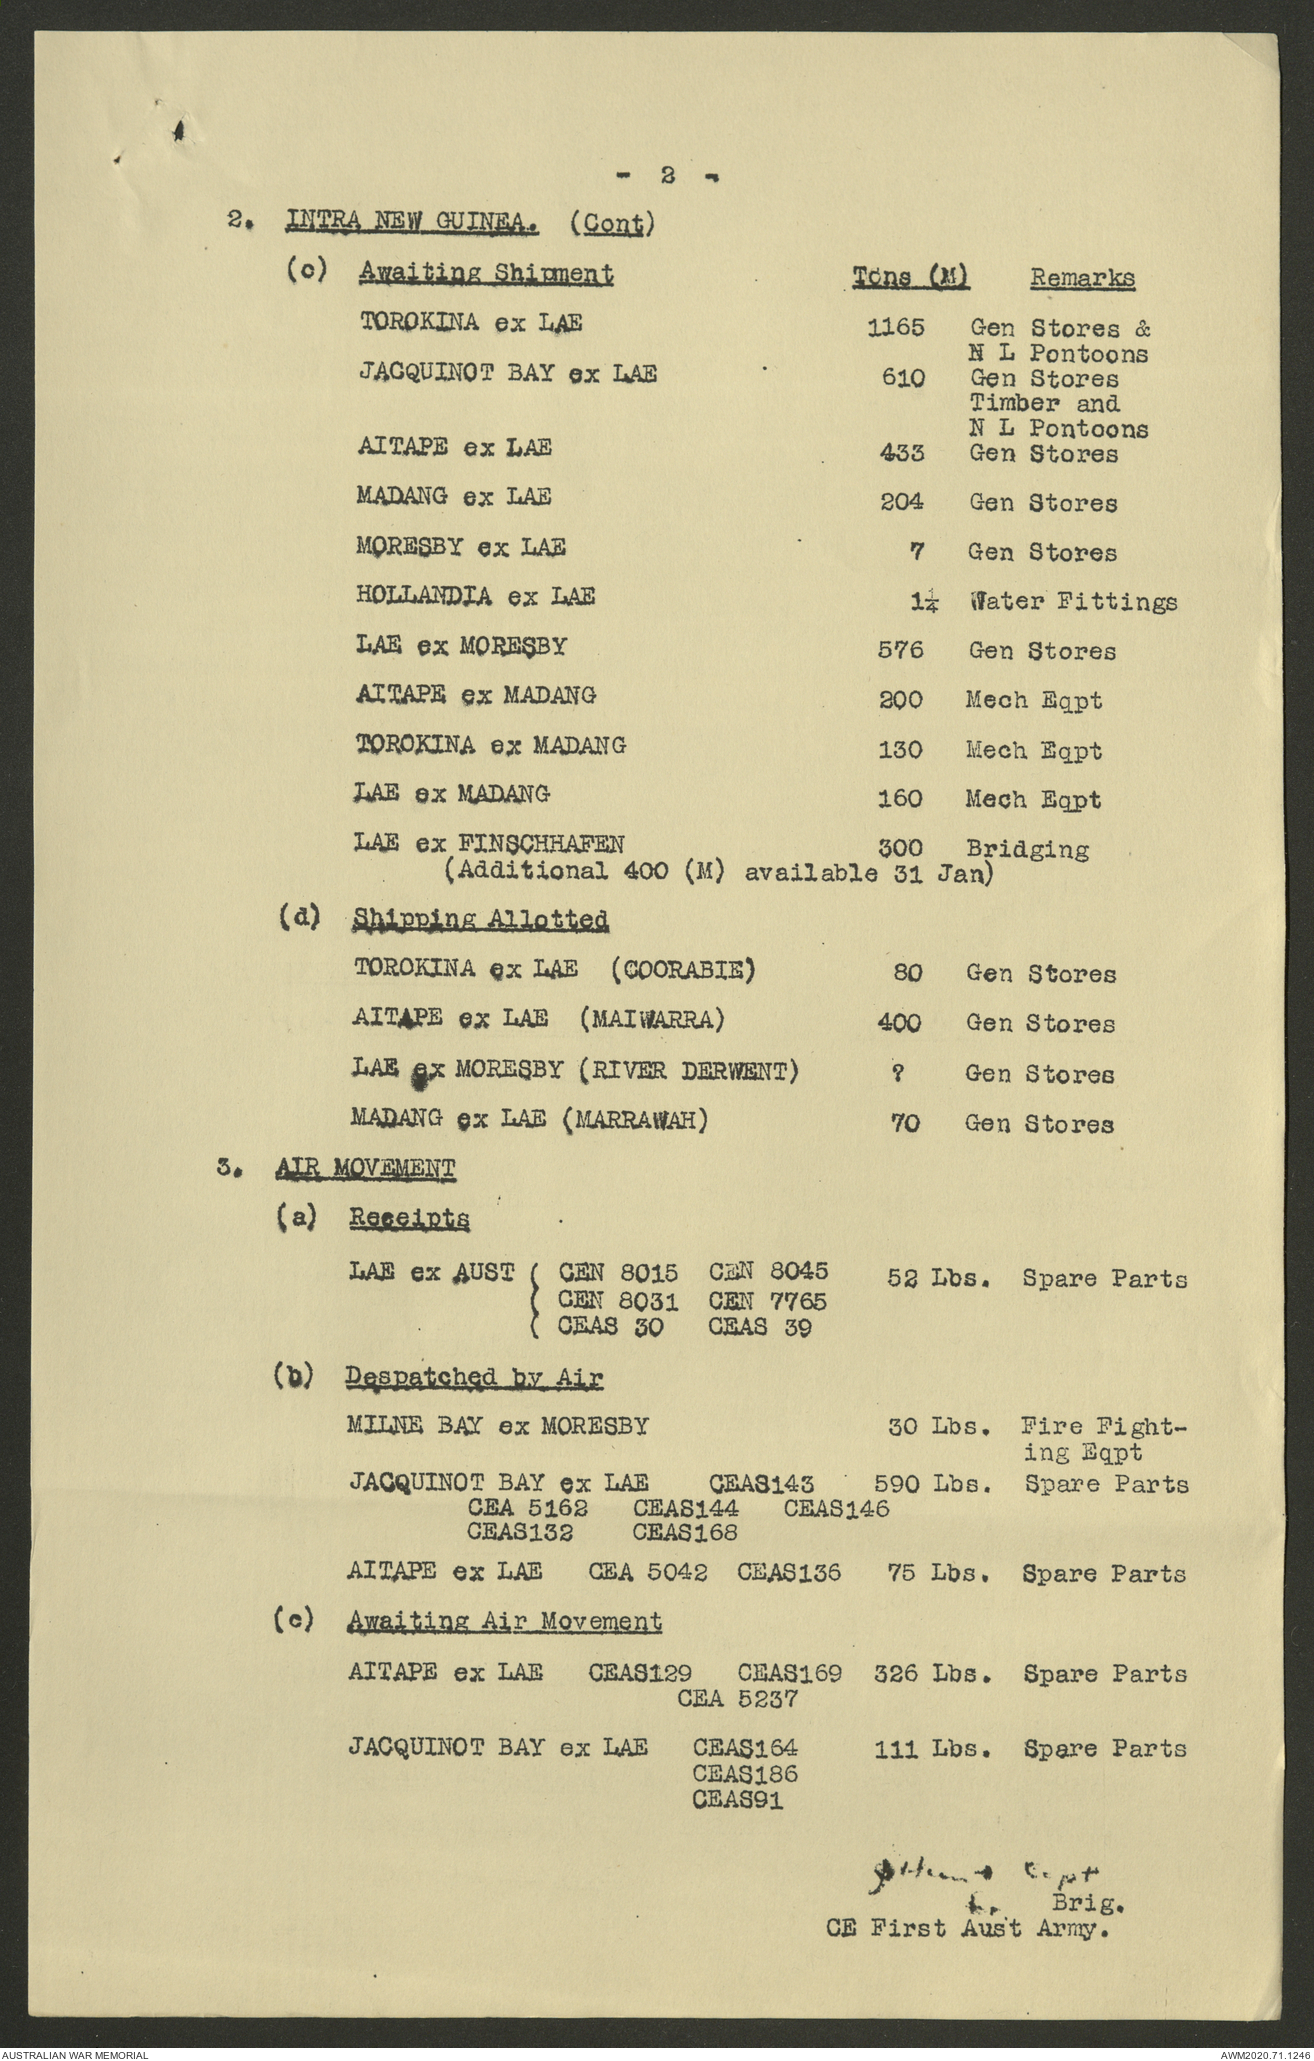 - 2 -
2. INTRA NEW GUINEA. (Cont)
(c) Awaiting Shipment Tons (M) Remarks
TOROKINA ex LAE 1165 Gen Stores &
N L Pontoons
JACQUINOT BAY ex LAE 610 Gen Stores
Timber and
N L Pontoons
AITAPE ex LAE 433 Gen Stores
MADANG ex LAE 204 Gen Stores
MORESBY ex LAE 7 Gen Stores
HOLLANDIA ex LAE 1¼ Water Fittings
LAE ex MORESBY 576 Gen Stores
AITAPE ex MADANG 200 Mech Eqpt
TOROKINA ex MADANG 130 Mech Eqpt
LAE ex MADANG 160 Mech Eqpt
LAE ex FINSCHHAFEN 300 Bridging
(Additional 400 (M) available 31 Jan)
(d) Shipping Allotted
TOROKINA ex LAE (COORABIE) 80 Gen Stores
AITAPE ex LAE (MAIWARRA) 400 Gen Stores
LAE ex MORESBY (RIVER DERWENT) ? Gen Stores
MADANG ex LAE (MARRAWAH) 70 Gen Stores
3. AIR MOVEMENT
(a) Receipts
LAE ex AUST ( CEN 8015 CEN 8045 52 Lbs. Spare Parts
( CEN 8031 CEN 7765
( CEAS 30 CEAS 39
(b) Despatched by Air
MILNE BAY ex MORESBY 30 Lbs. Fire Fight-
ing Eqpt
JACQUINOT BAY ex LAE CEAS143 590 Lbs. Spare Parts
CEA 5162 CEAS144 CEAS146
CEAS132 CEAS168
AITAPE ex LAE CEA 5042 CEAS136 75 Lbs. Spare Parts
(c) Awaiting Air Movement
AITAPE ex LAE CEAS129 CEAS169 326 Lbs. Spare Parts
CEA 5237
JACQUINOT BAY ex LAE CEAS164 111 Lbs. Spare Parts
CEAS186
CEAS91
Capt
Brig.
CE First Aust Army.
AUSTRALIAN WAR MEMORIAL AWM2020.71.1246